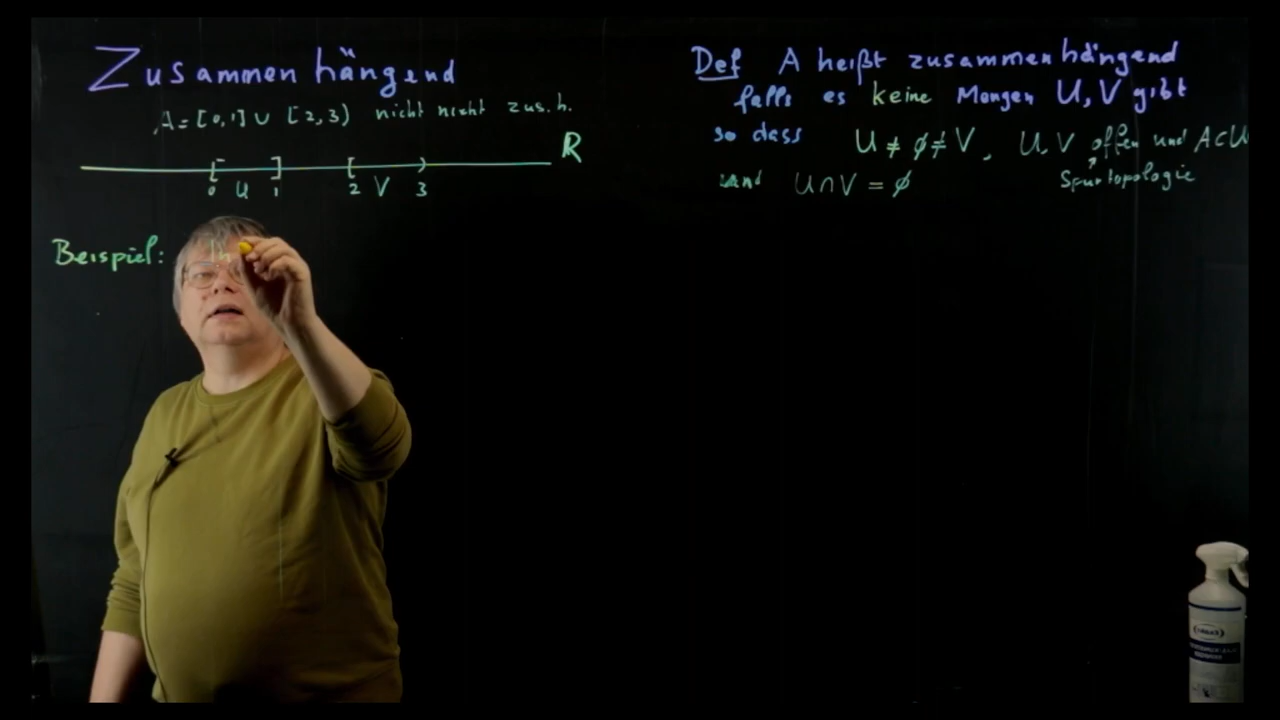 Zusammenhängend
A = [0,1] ∪ [2,3) nicht nicht zus.h.
ℝ
0 U 1 2 V 3
Beispiel: In
Def A heißt zusammenhängend
falls es keine Mengen U, V gibt
so dass U ≠ ∅ ≠ V, U, V offen und A ⊂ U
Spurtopologie
und U ∩ V = ∅